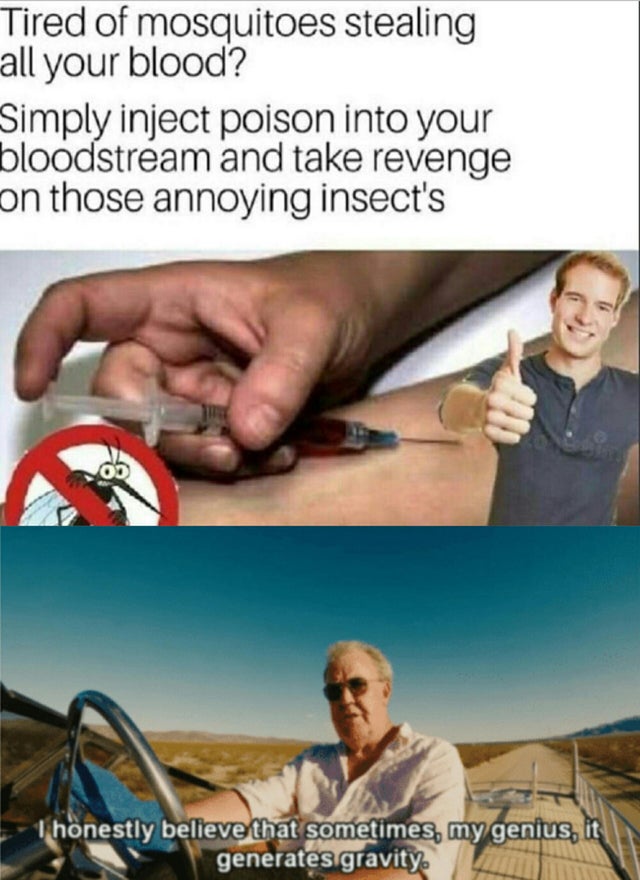 Tired of mosquitoes stealing
all your blood?
Simply inject poison into your
bloodstream and take revenge
on those annoying insect's
I honestly believe that sometimes, my genius, it
generates gravity.